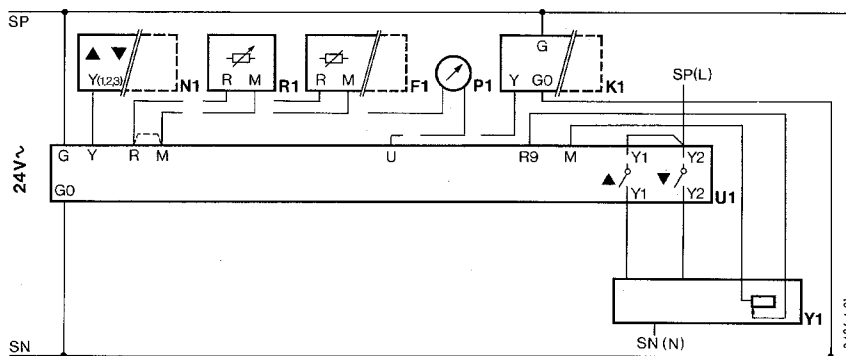 SP
G
SP(L)
Y(1,2,3) N1
R M R1
R M F1
P1
Y G0 K1
24V~
G Y R M U R9 M Y1 Y2
G0
Y1 Y2
U1
Y1
SN (N)
SN